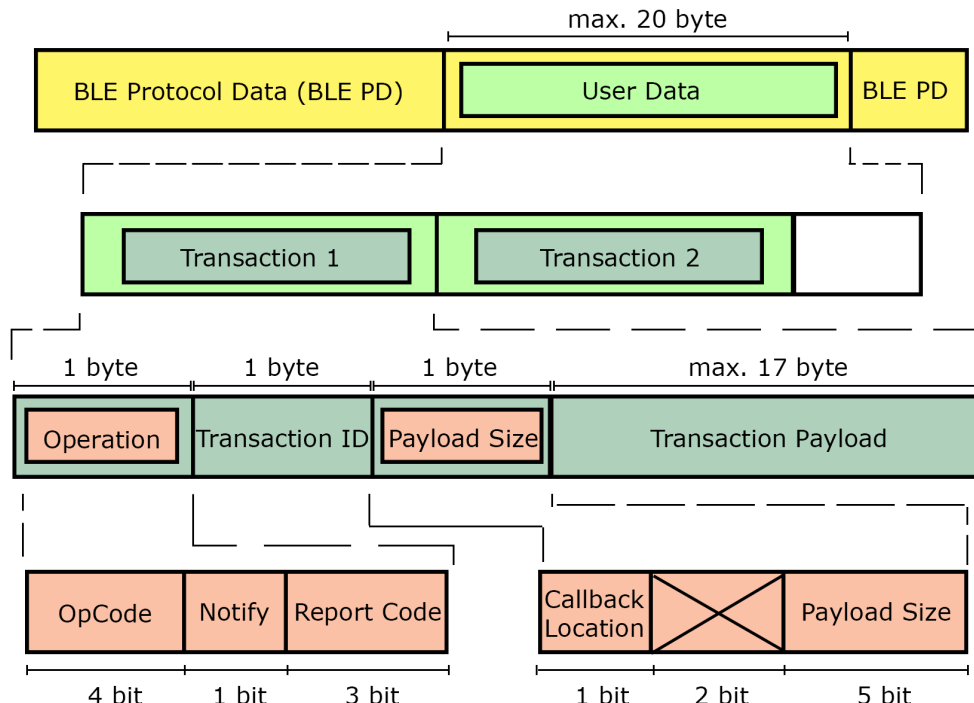 max. 20 byte
BLE Protocol Data (BLE PD)
User Data
BLE PD
Transaction 1
Transaction 2
1 byte
1 byte
1 byte
max. 17 byte
Operation
Transaction ID
Payload Size
Transaction Payload
OpCode
Notify
Report Code
Callback
Location
Payload Size
4 bit
1 bit
3 bit
1 bit
2 bit
5 bit